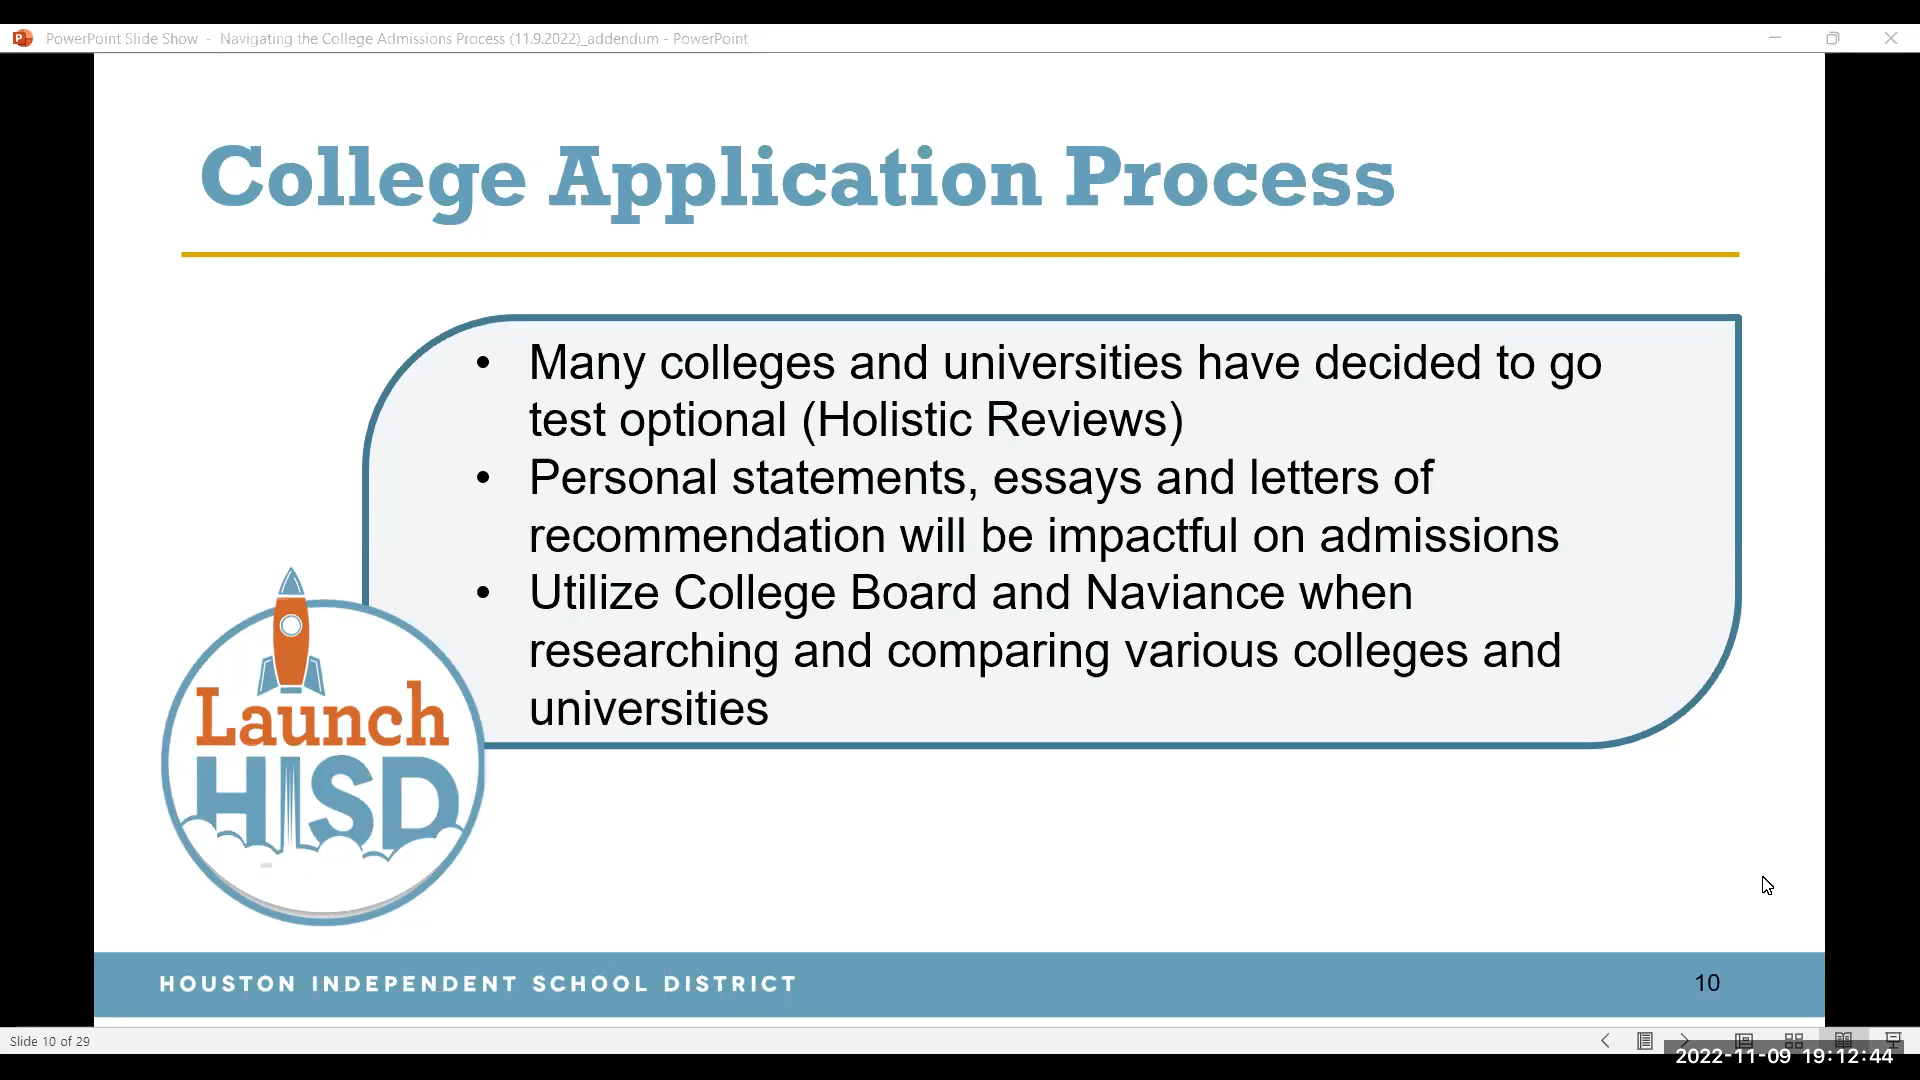 PowerPoint Slide Show - Navigating the College Admissions Process (11.9.2022)_addendum - PowerPoint
College Application Process
• Many colleges and universities have decided to go
test optional (Holistic Reviews)
• Personal statements, essays and letters of
recommendation will be impactful on admissions
• Utilize College Board and Naviance when
researching and comparing various colleges and
universities
Launch
HISD
HOUSTON INDEPENDENT SCHOOL DISTRICT
10
Slide 10 of 29
2022-11-09 19:12:44